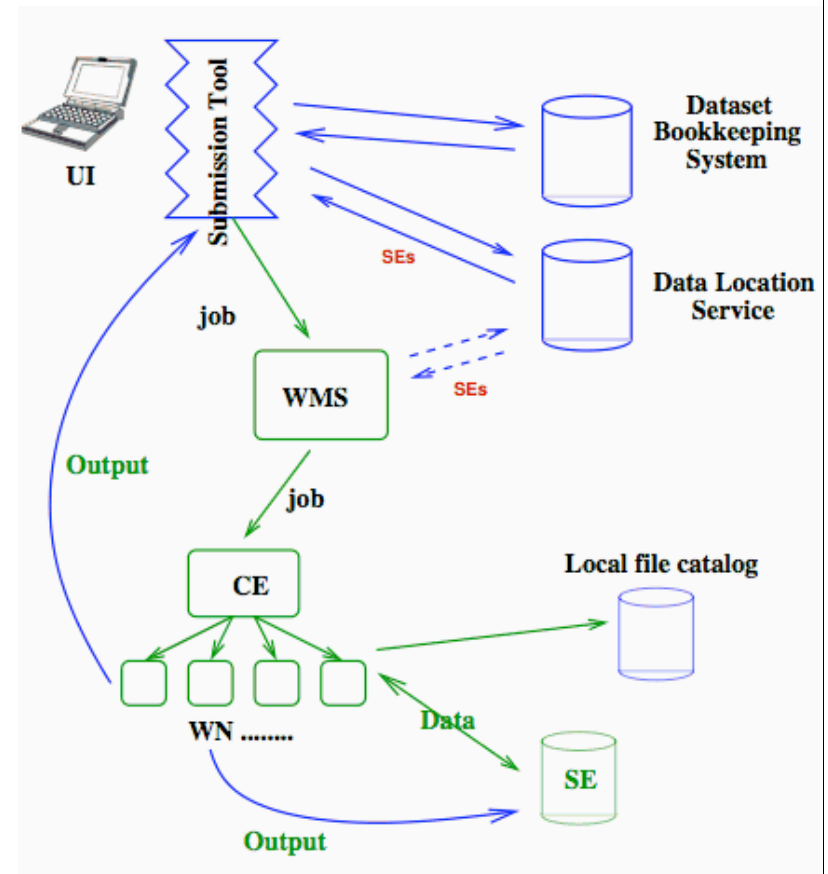 Submission Tool
UI
Dataset
Bookkeeping
System
SEs
Data Location
Service
job
WMS
SEs
Output
job
CE
Local file catalog
WN ........
Data
SE
Output